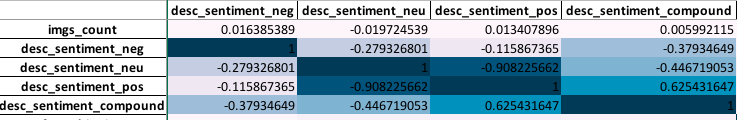 desc_sentiment_neg desc_sentiment_neu desc_sentiment_pos desc_sentiment_compound
imgs_count 0.016385389 -0.019724539 0.013407896 0.005992115
desc_sentiment_neg 1 -0.279326801 -0.115867365 -0.37934649
desc_sentiment_neu -0.279326801 1 -0.908225662 -0.446719053
desc_sentiment_pos -0.115867365 -0.908225662 1 0.625431647
desc_sentiment_compound -0.37934649 -0.446719053 0.625431647 1